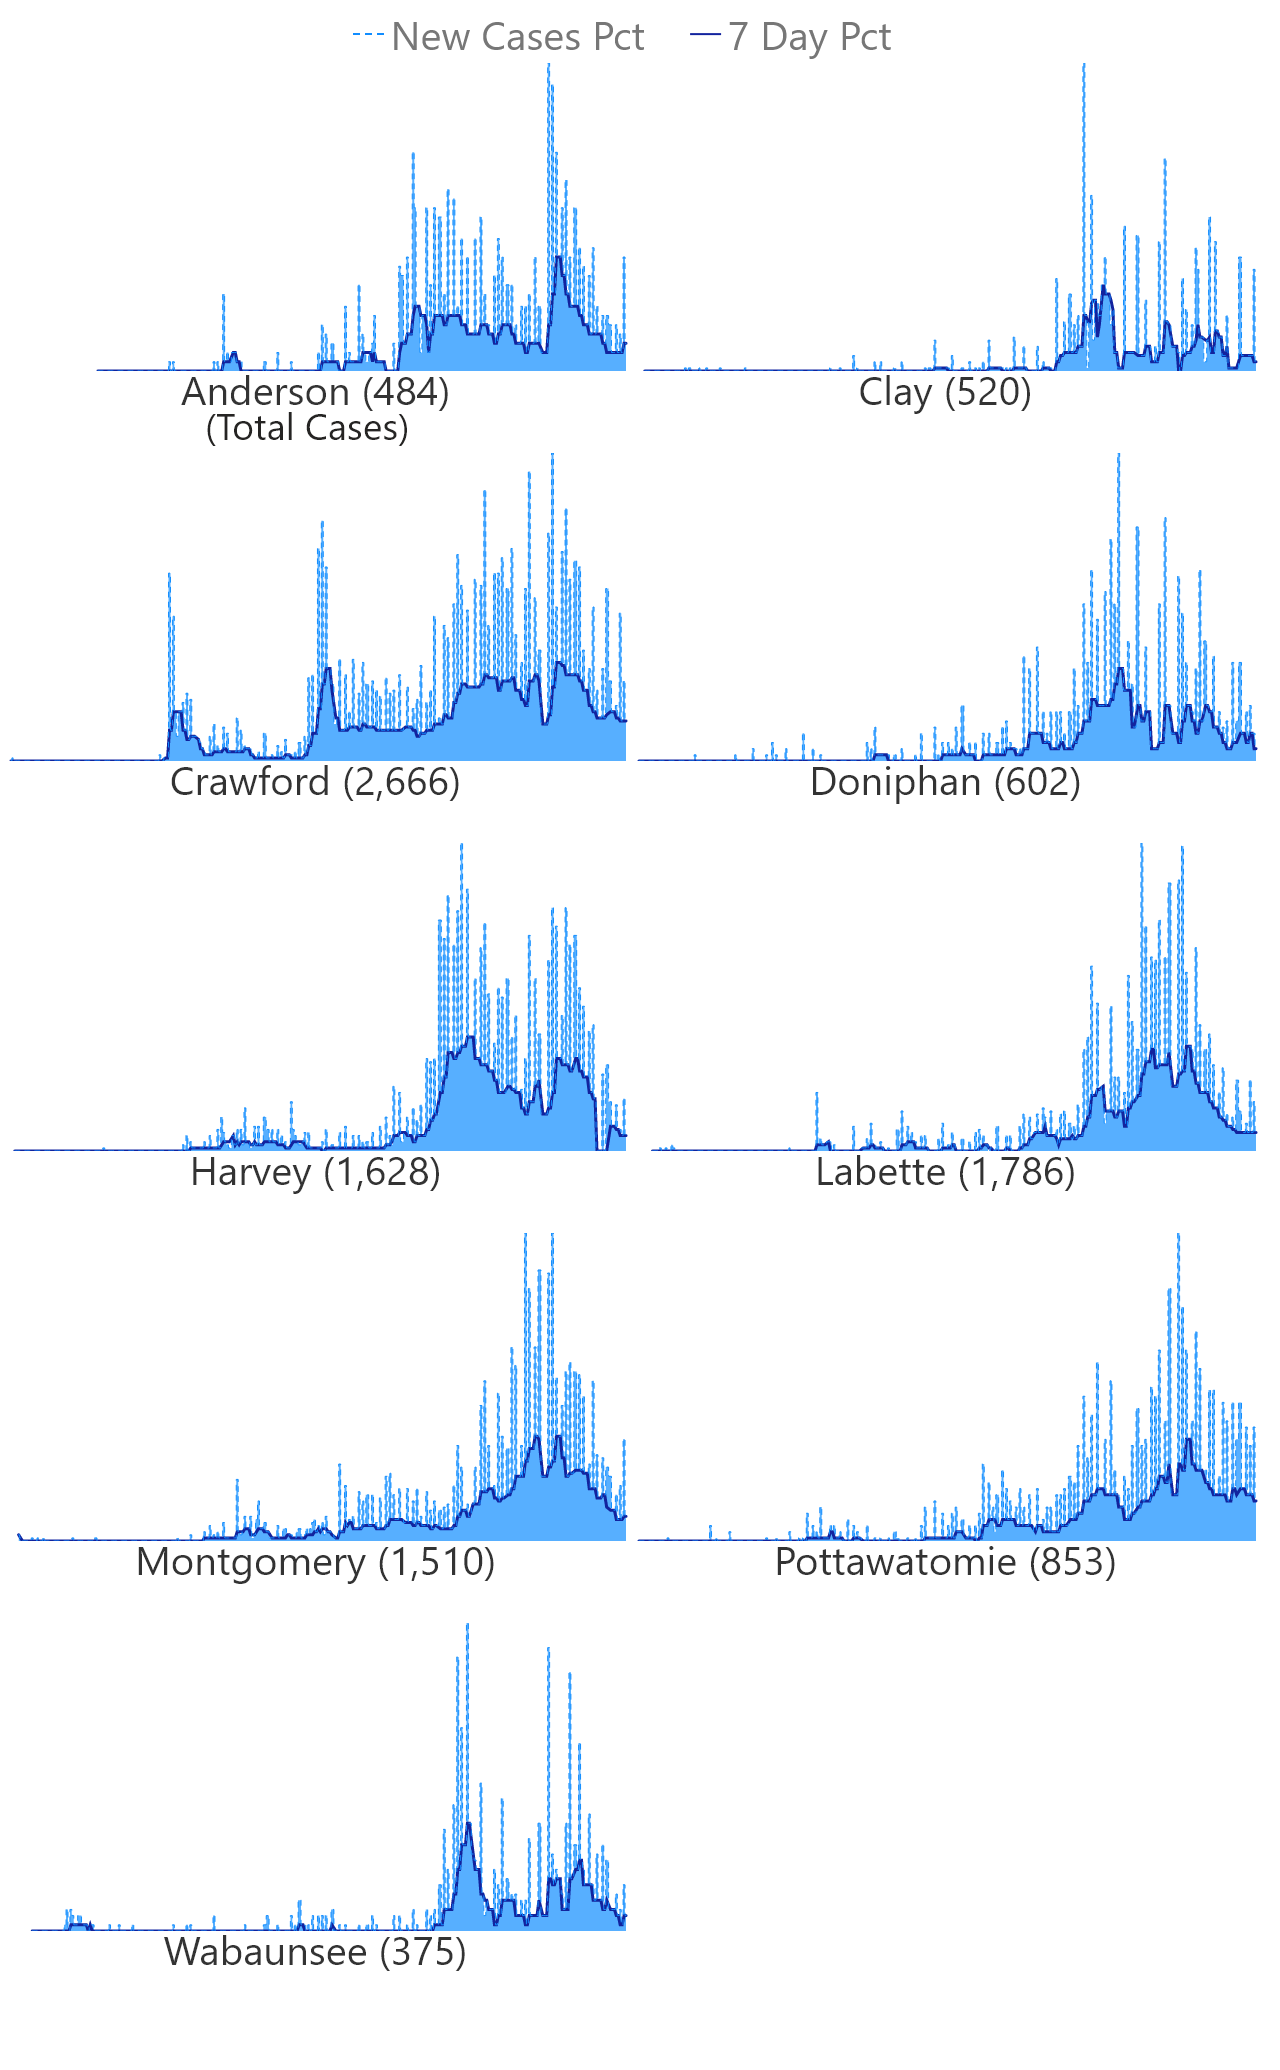 New Cases Pct 7 Day Pct
Anderson (484) Clay (520)
(Total Cases)
Crawford (2,666) Doniphan (602)
Harvey (1,628) Labette (1,786)
Montgomery (1,510) Pottawatomie (853)
Wabaunsee (375)